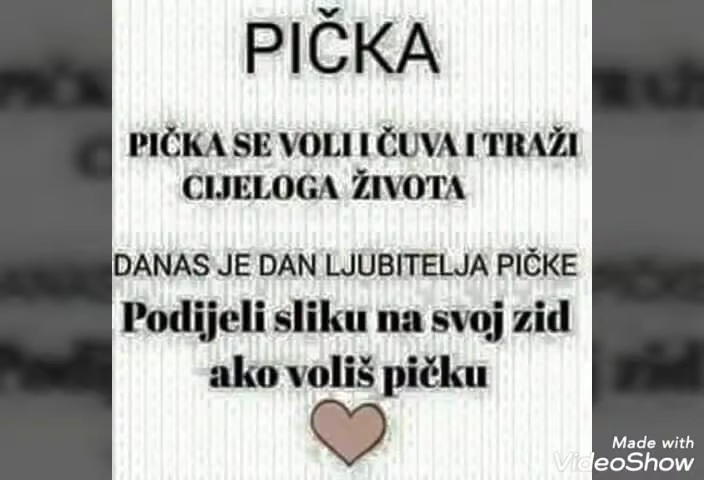 PIČKA
PIČKA SE VOLI I ČUVA I TRAŽI
CIJELOGA ŽIVOTA
DANAS JE DAN LJUBITELJA PIČKE
Podijeli sliku na svoj zid
ako voliš pičku
Made with
VideoShow